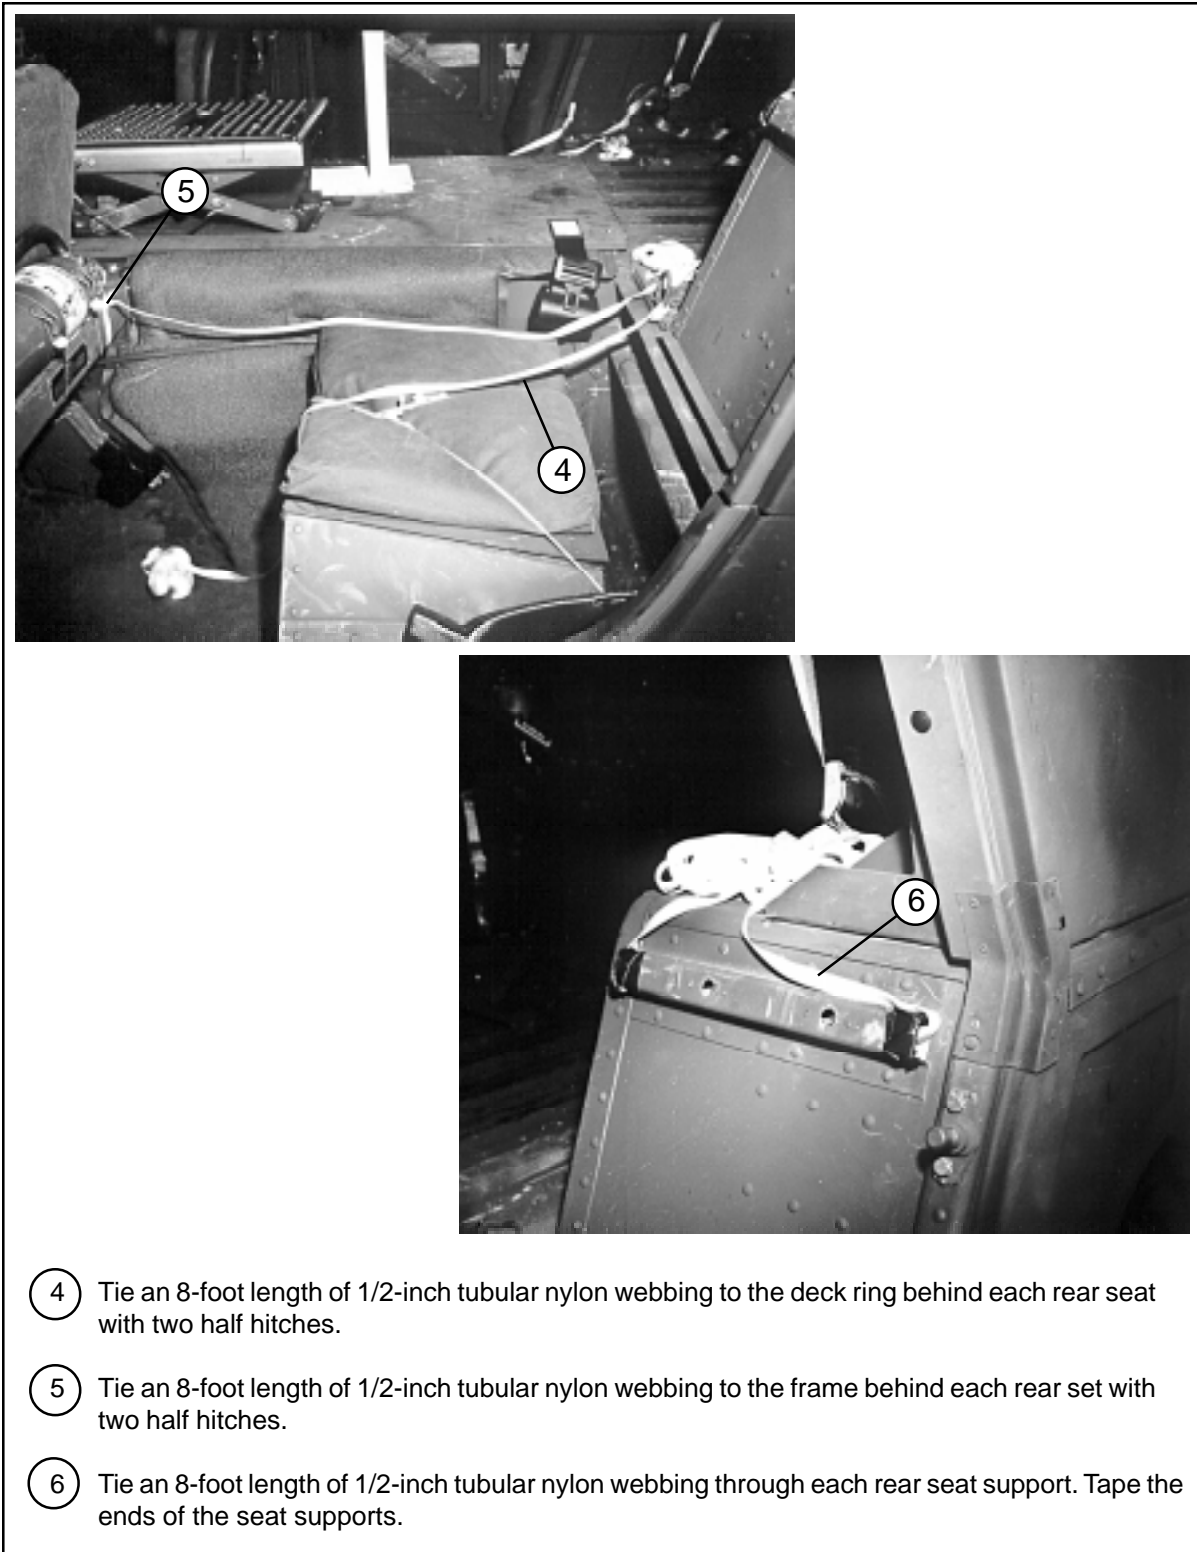 5
4
6
4 Tie an 8-foot length of 1/2-inch tubular nylon webbing to the deck ring behind each rear seat
with two half hitches.
5 Tie an 8-foot length of 1/2-inch tubular nylon webbing to the frame behind each rear set with
two half hitches.
6 Tie an 8-foot length of 1/2-inch tubular nylon webbing through each rear seat support. Tape the
ends of the seat supports.